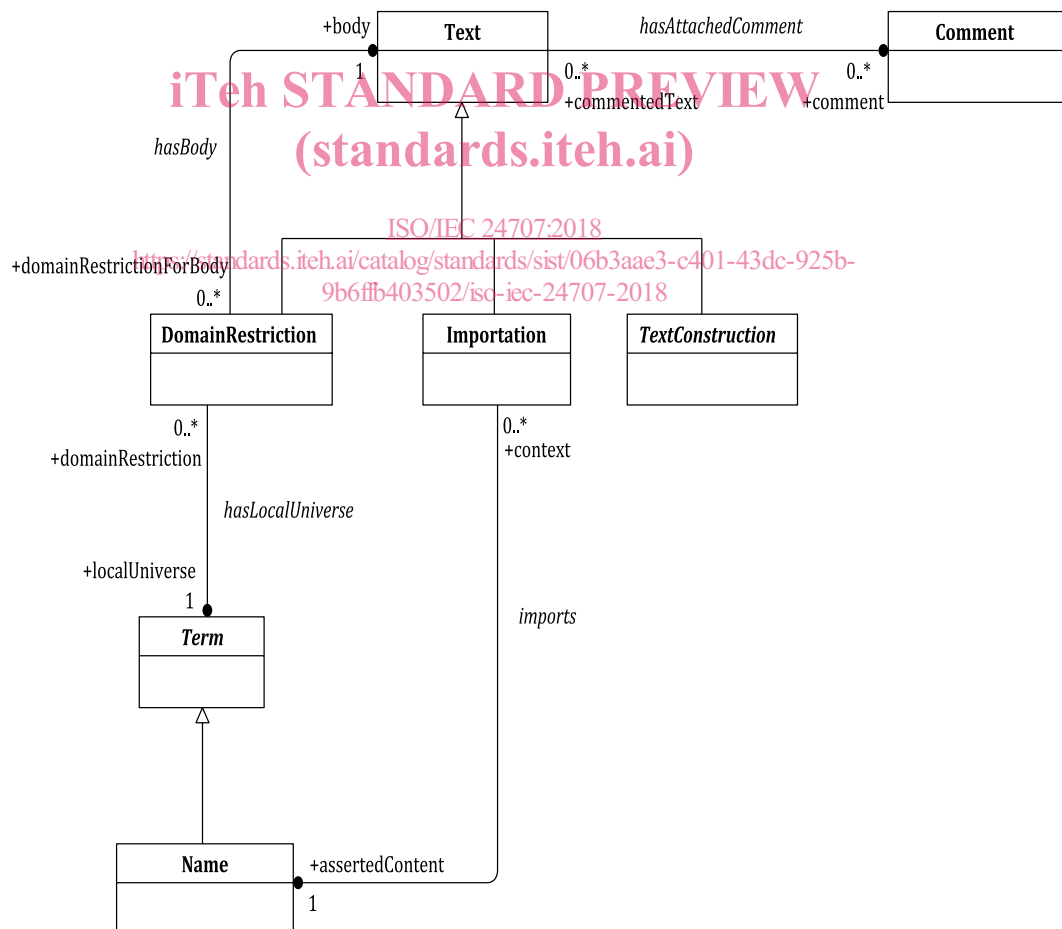 +body
Text
hasAttachedComment
Comment
1
0..*
0..*
iTeh STANDARD PREVIEW
+commentedText
+comment
hasBody
(standards.iteh.ai)
ISO/IEC 24707:2018
https://standards.iteh.ai/catalog/standards/sist/06b3aae3-c401-43dc-925b-
+domainRestrictionForBody
9b6ffb403502/iso-iec-24707-2018
0..*
DomainRestriction
Importation
TextConstruction
0..*
0..*
+domainRestriction
+context
hasLocalUniverse
+localUniverse
1
imports
Term
Name
+assertedContent
1